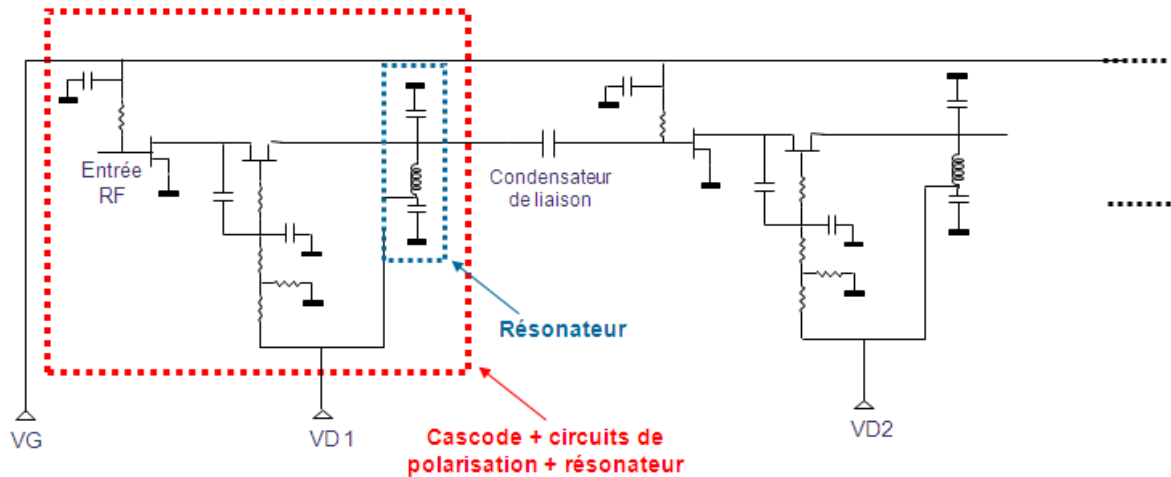 Entrée
RF
Condensateur
de liaison
Résonateur
VG
VD1
VD2
Cascode + circuits de
polarisation + résonateur